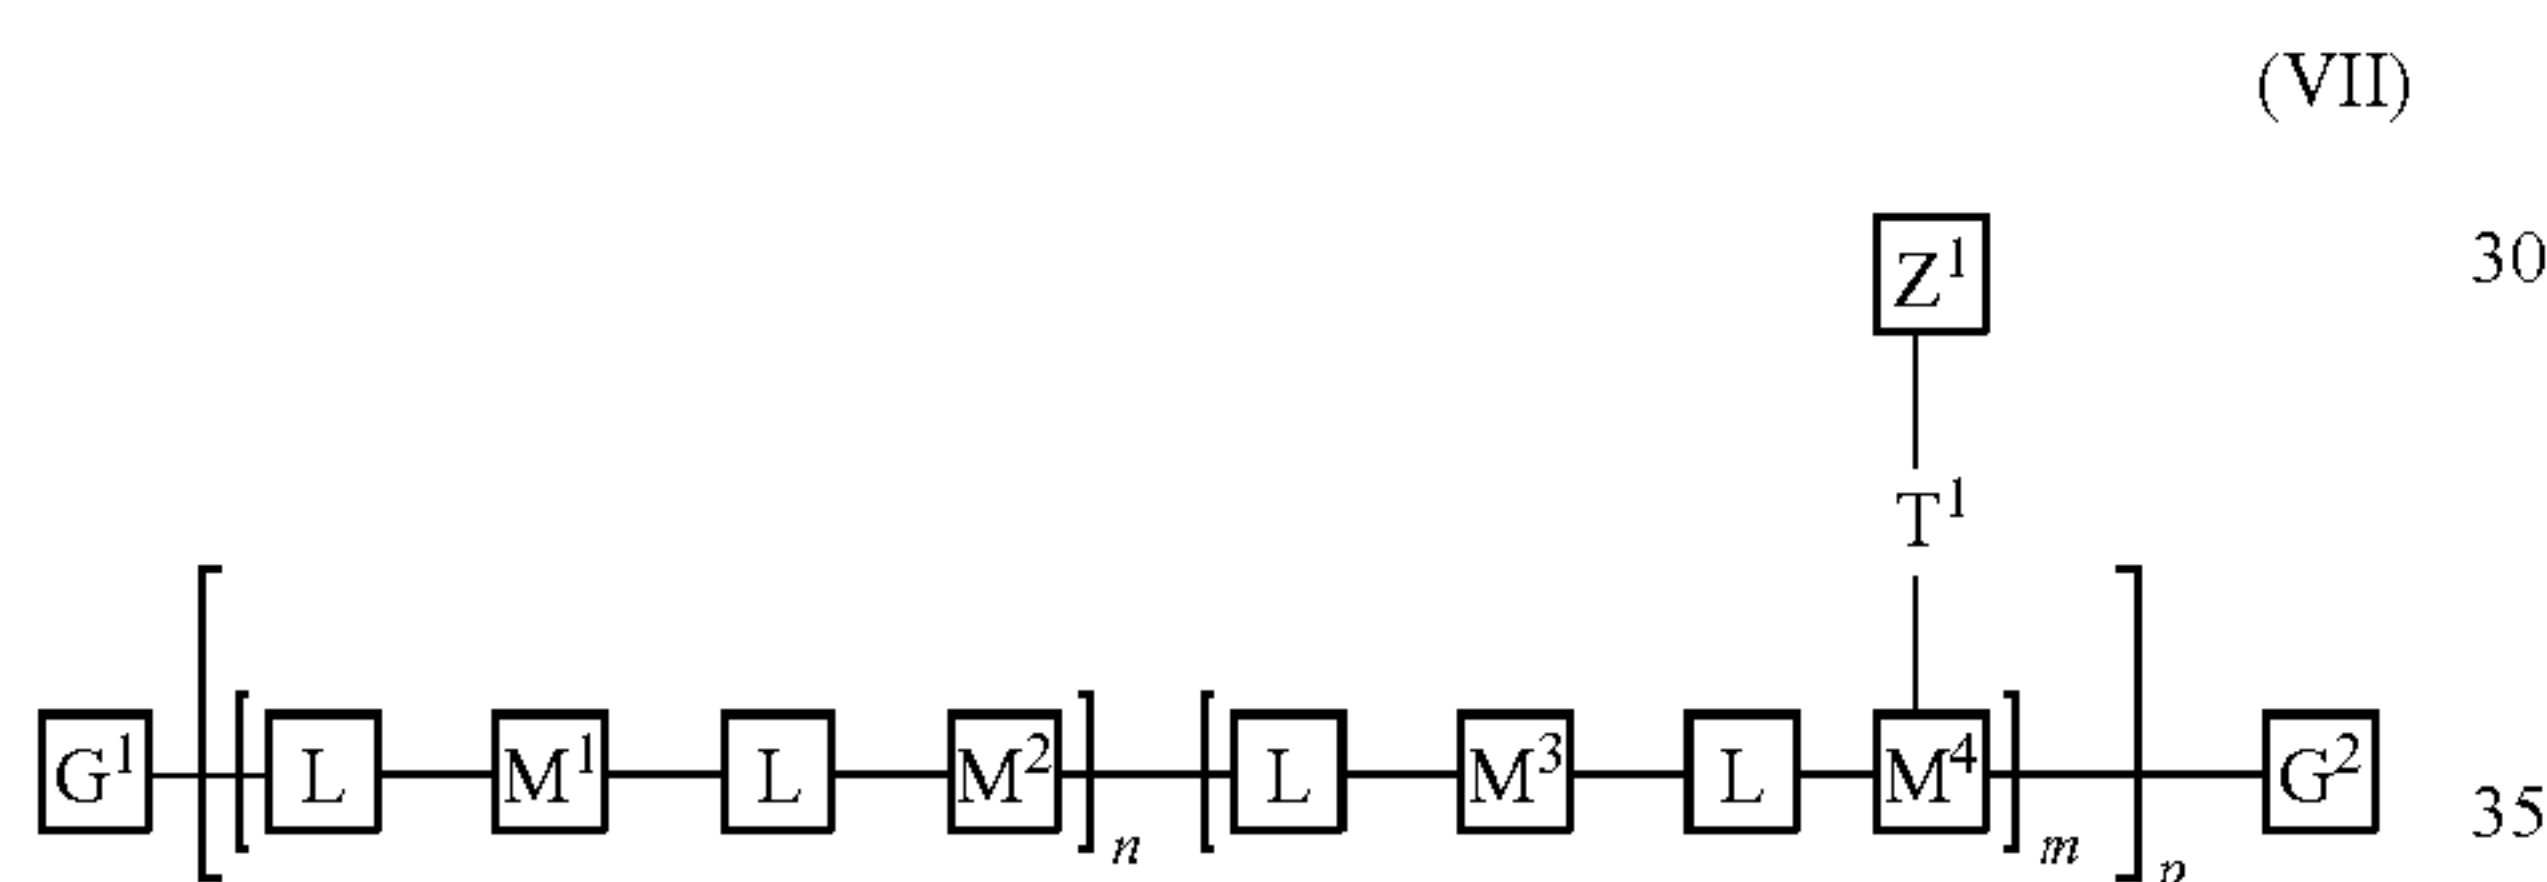 (VII)
Z¹ 30
T¹
G¹ [ [ L M¹ L M² ]n [ L M³ L M⁴ ]m ] G² 35